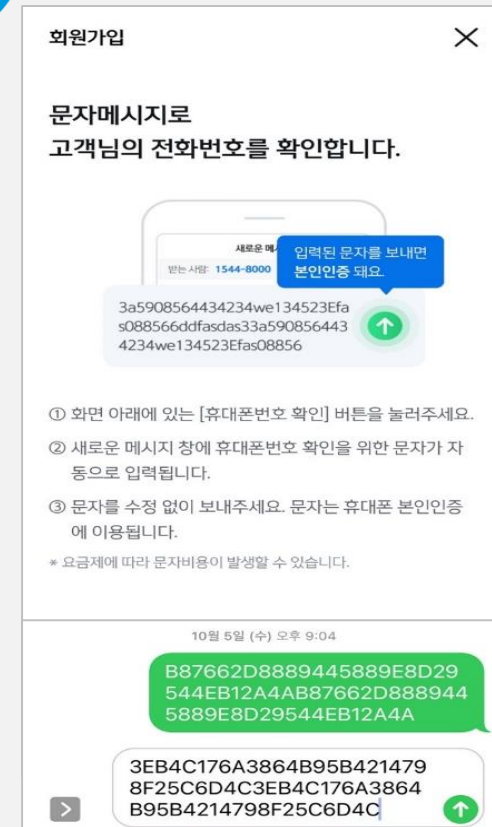 회원가입
문자메시지로
고객님의 전화번호를 확인합니다.
새로운 메
받는 사람: 1544-8000
입력된 문자를 보내면
본인인증 돼요.
3a5908564434234we134523Efa
s088566ddfasdas33a590856443
4234we134523Efas08856
① 화면 아래에 있는 [휴대폰번호 확인] 버튼을 눌러주세요.
② 새로운 메시지 창에 휴대폰번호 확인을 위한 문자가 자
동으로 입력됩니다.
③ 문자를 수정 없이 보내주세요. 문자는 휴대폰 본인인증
에 이용됩니다.
* 요금제에 따라 문자비용이 발생할 수 있습니다.
10월 5일 (수) 오후 9:04
B87662D8889445889E8D29
544EB12A4AB87662D888944
5889E8D29544EB12A4A
3EB4C176A3864B95B421479
8F25C6D4C3EB4C176A3864
B95B4214798F25C6D4C